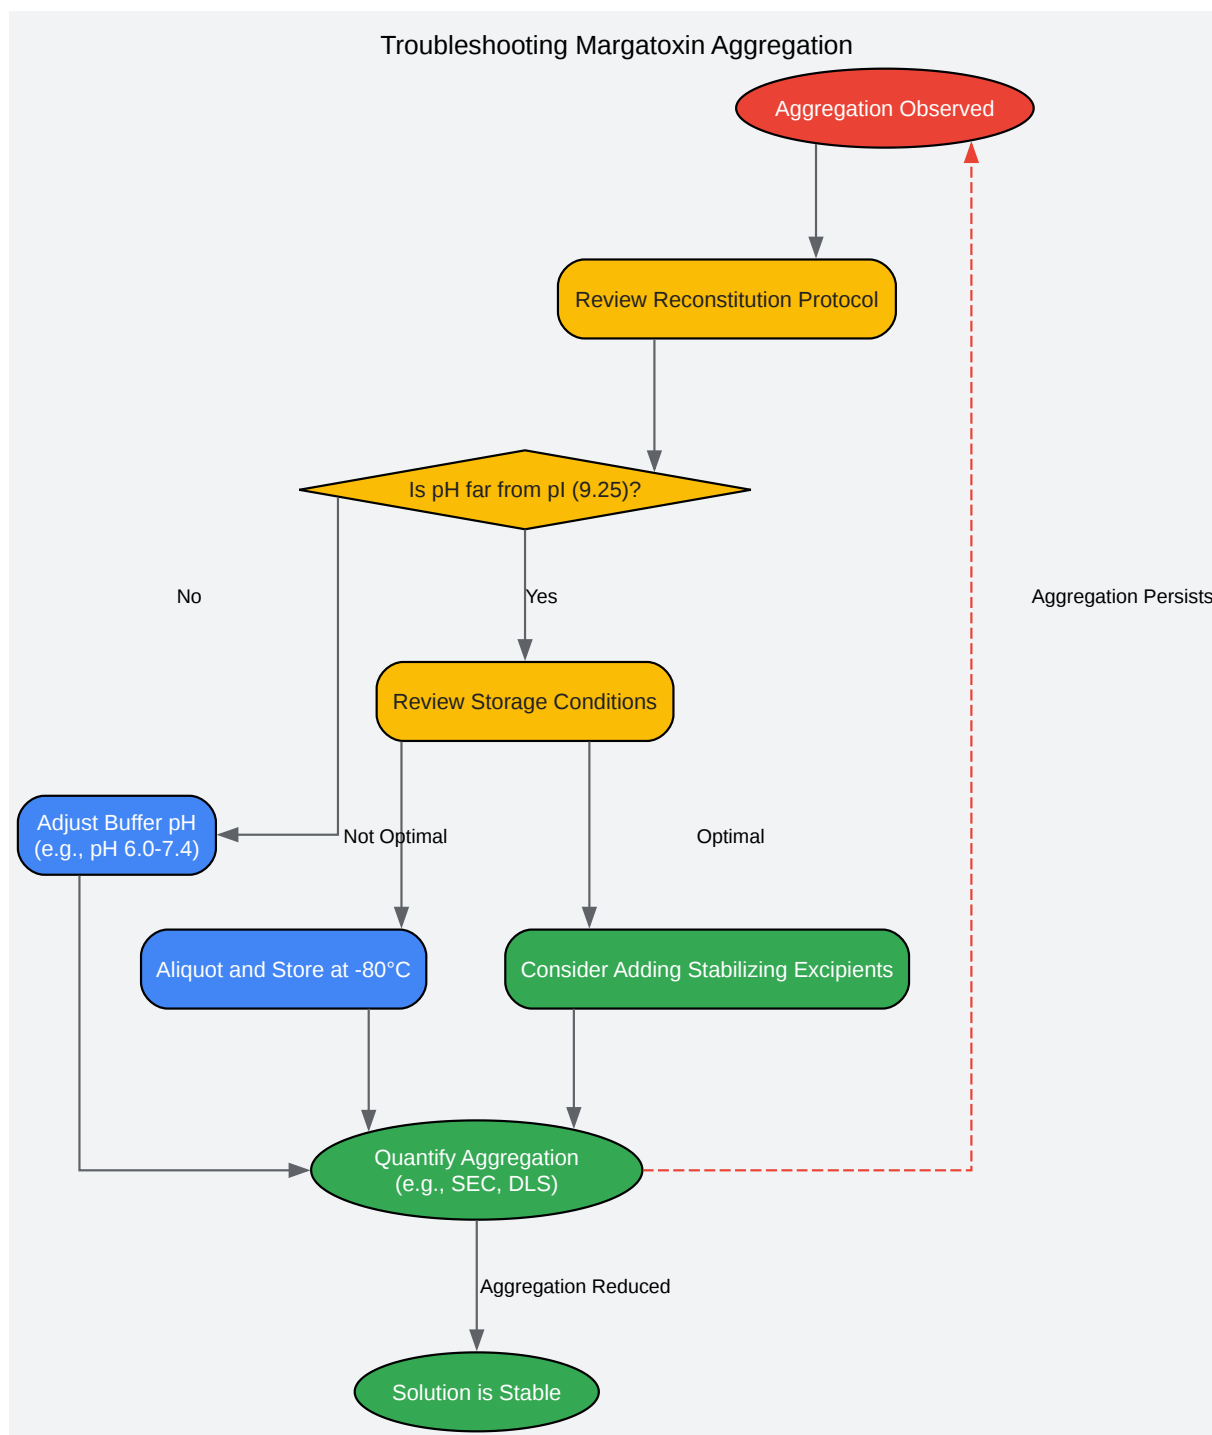 Troubleshooting Margatoxin Aggregation
Aggregation Observed
Review Reconstitution Protocol
Is pH far from pI (9.25)?
No
Yes
Aggregation Persists
Review Storage Conditions
Adjust Buffer pH
(e.g., pH 6.0-7.4)
Not Optimal
Optimal
Aliquot and Store at -80°C
Consider Adding Stabilizing Excipients
Quantify Aggregation
(e.g., SEC, DLS)
Aggregation Reduced
Solution is Stable